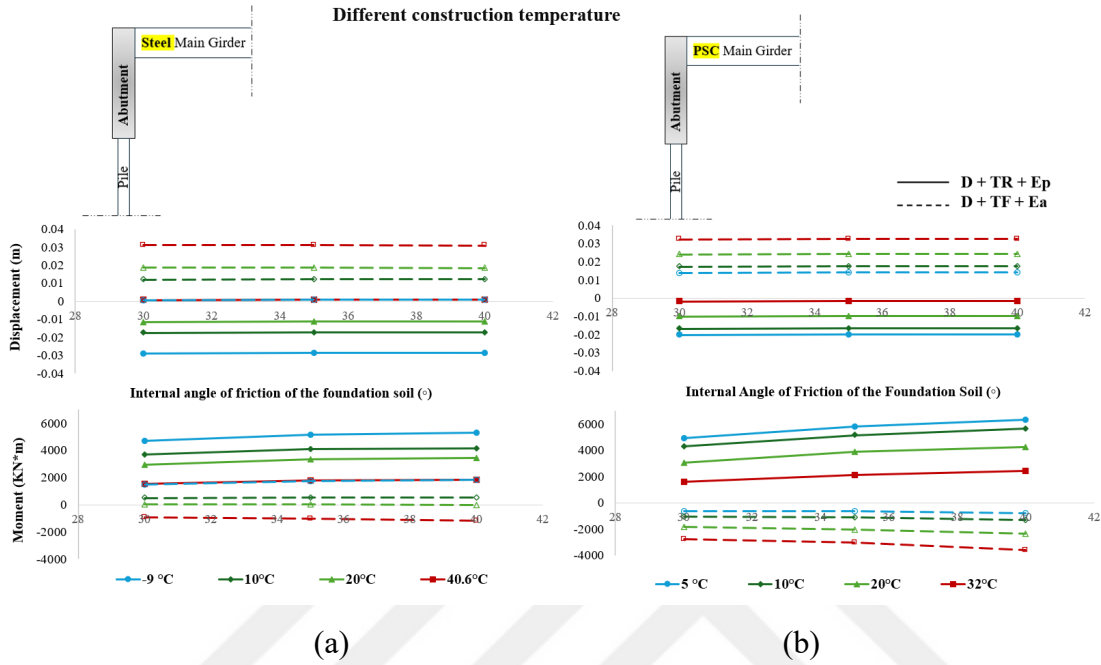 Different construction temperature
Steel Main Girder
Abutment
Pile
PSC Main Girder
Abutment
Pile
D + TR + Ep
D + TF + Ea
Displacement (m)
0.04
0.03
0.02
0.01
0
-0.01
-0.02
-0.03
-0.04
28 30 32 34 36 38 40 42
Internal angle of friction of the foundation soil (○)
Moment (KN*m)
6000
4000
2000
0
-2000
-4000
28 30 32 34 36 38 40 42
-9 °C 10°C 20°C 40.6°C
(a)
0.04
0.03
0.02
0.01
0
-0.01
-0.02
-0.03
-0.04
28 30 32 34 36 38 40 42
Internal Angle of Friction of the Foundation Soil (○)
6000
4000
2000
0
-2000
-4000
28 30 32 34 36 38 40 42
5 °C 10°C 20°C 32°C
(b)